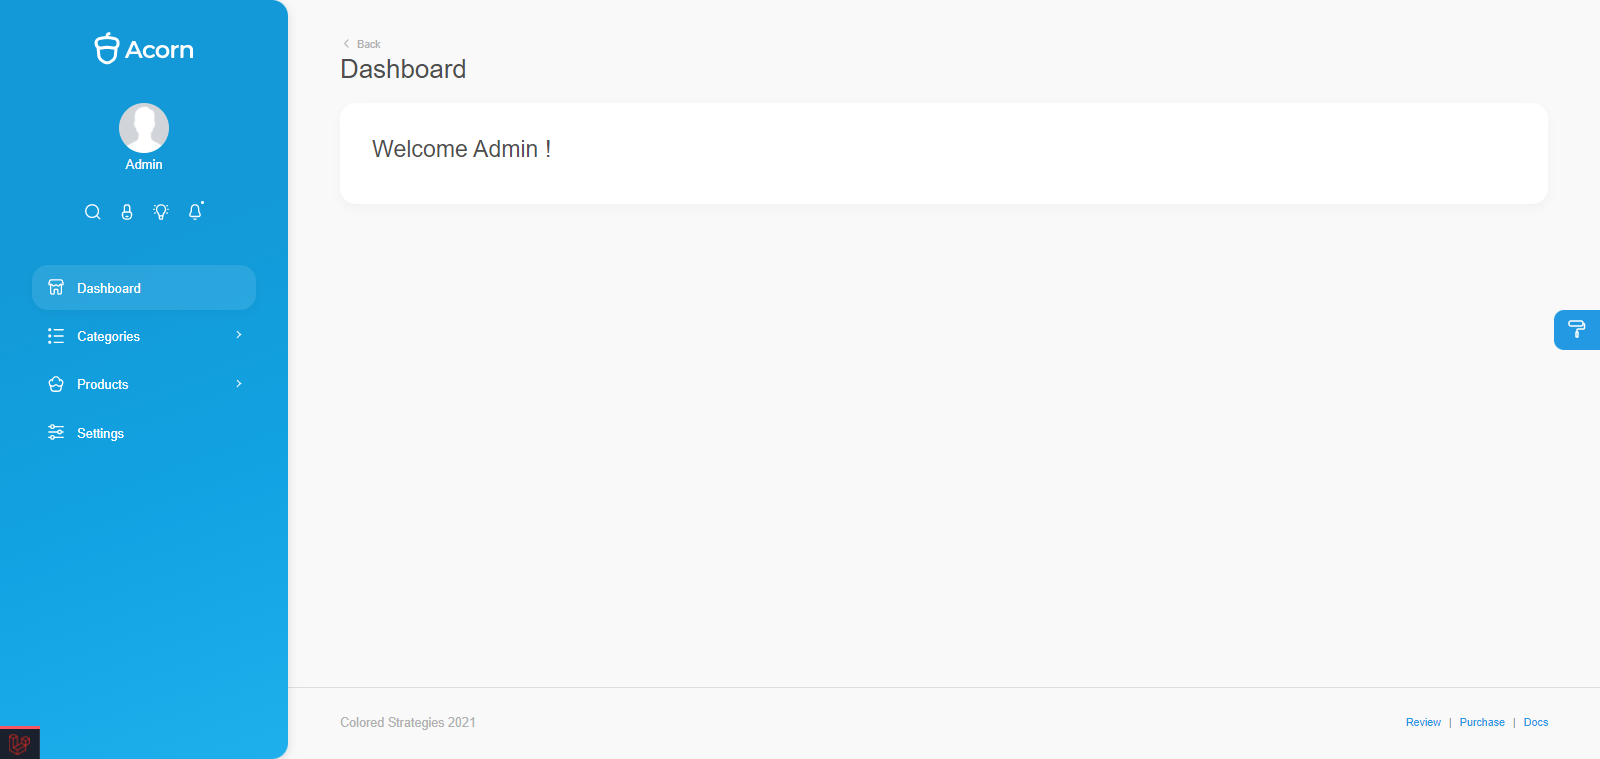 Acorn
Admin
Dashboard
Categories
Products
Settings
Back
Dashboard
Welcome Admin !
Colored Strategies 2021
Review | Purchase | Docs